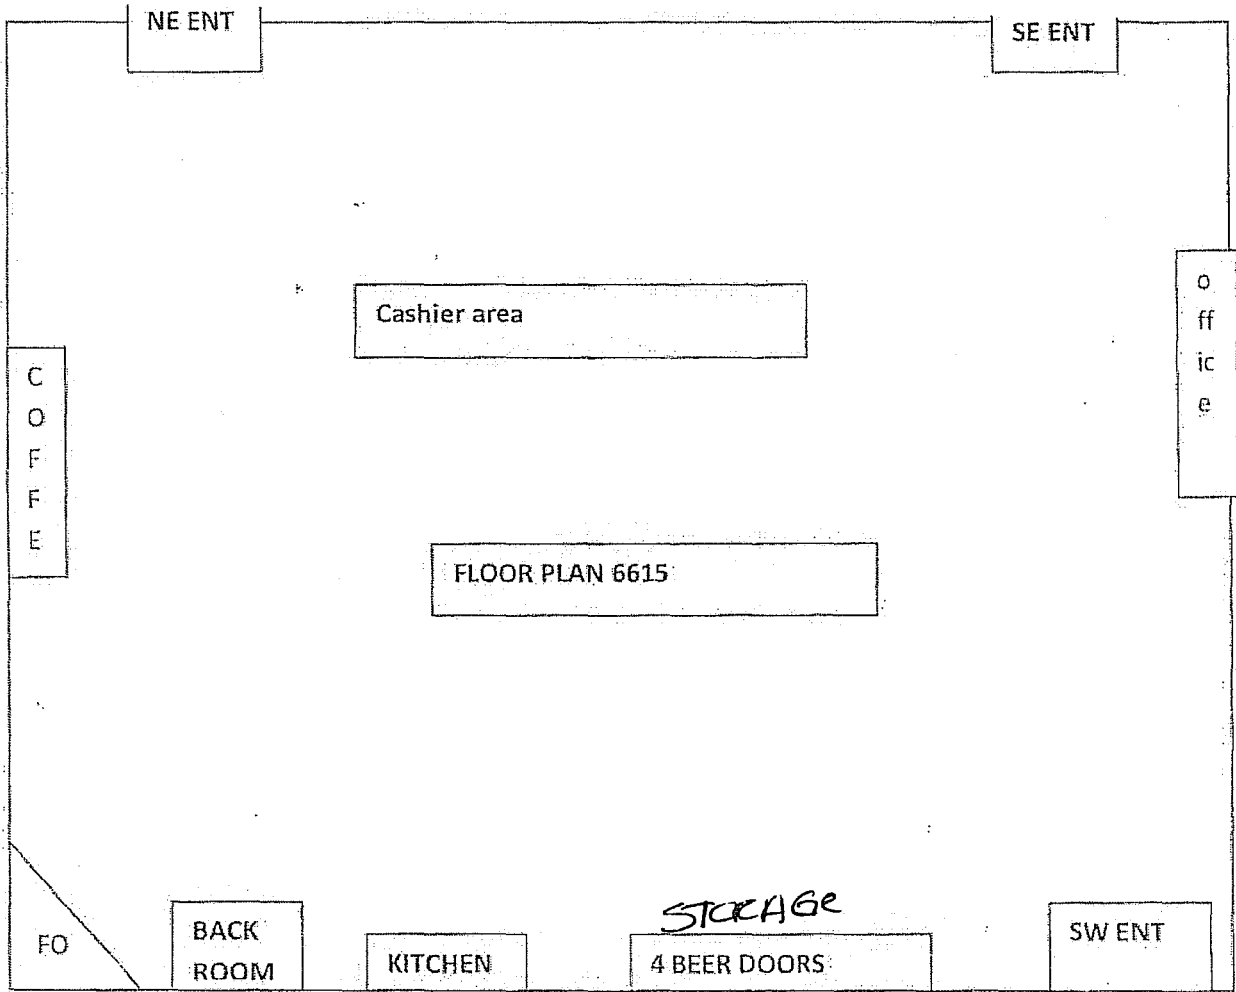 NE ENT
SE ENT
Cashier area
o
ff
ic
e
C
O
F
F
E
FLOOR PLAN 6615
STORAGe
FO
BACK
ROOM
KITCHEN
4 BEER DOORS
SW ENT